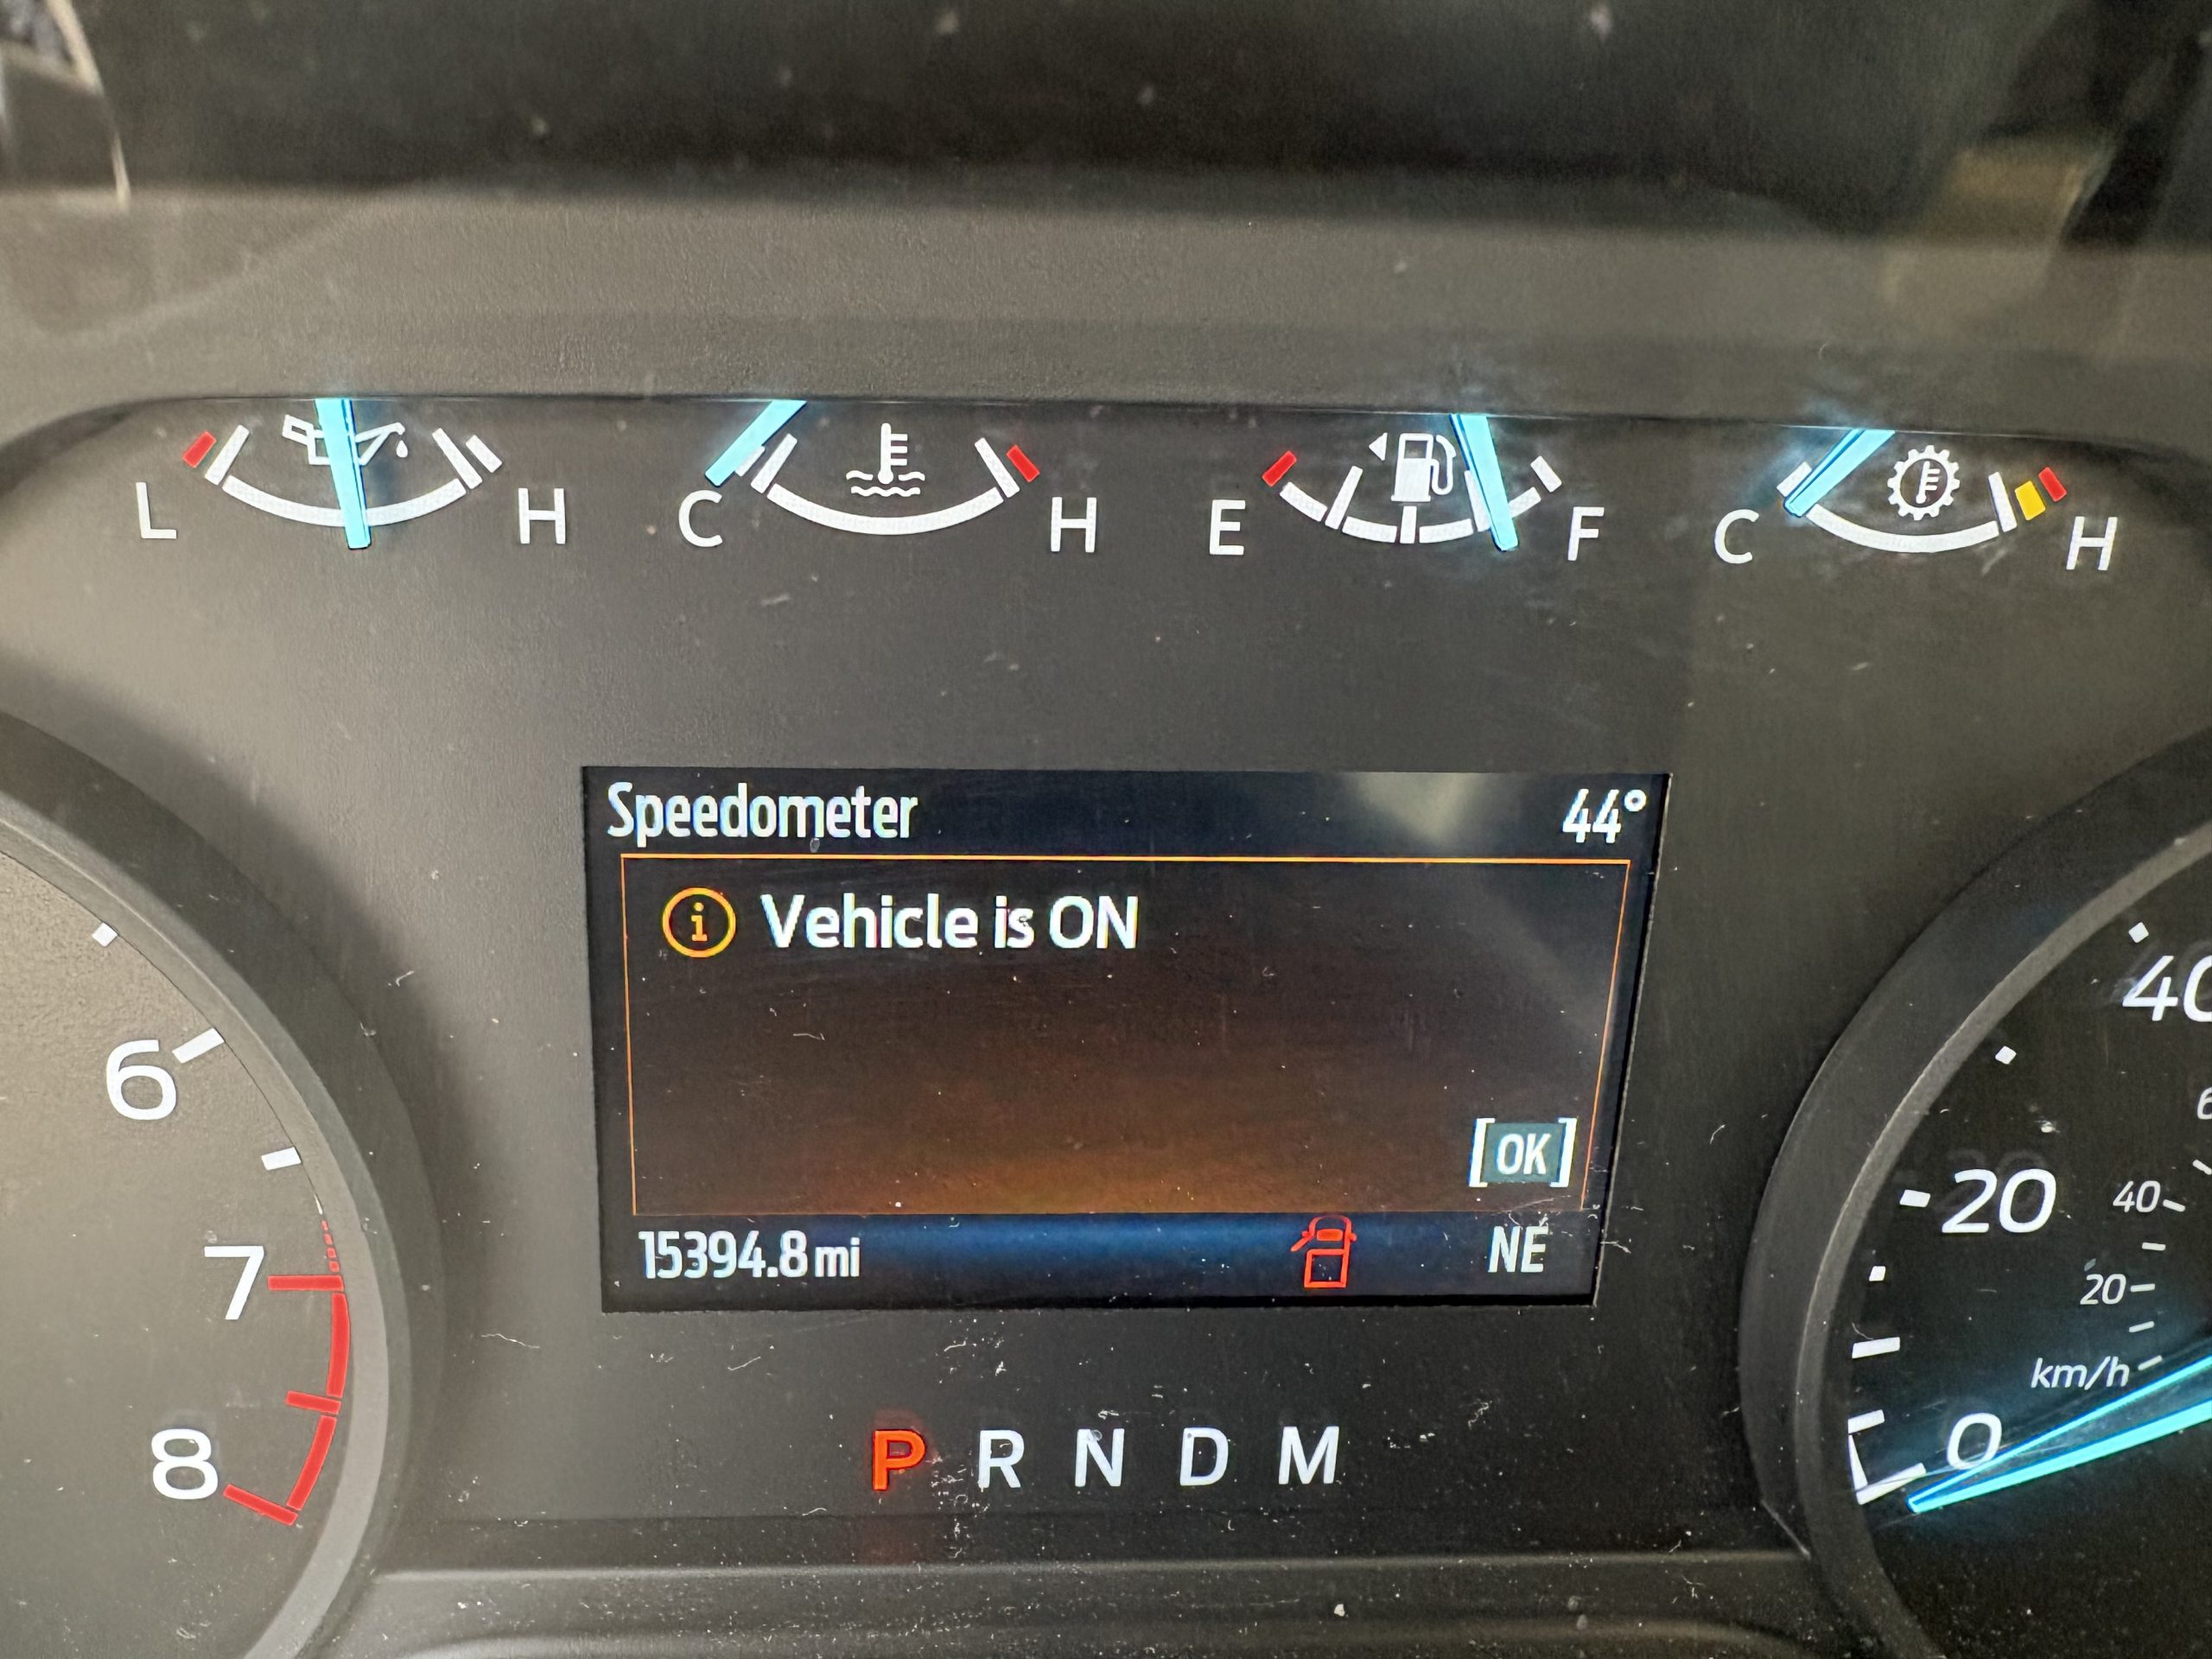 L H C H E F C H
Speedometer 44°
Vehicle is ON
[OK]
15394.8 mi NE
P R N D M
6
7
8
40
20
0
40
20
km/h